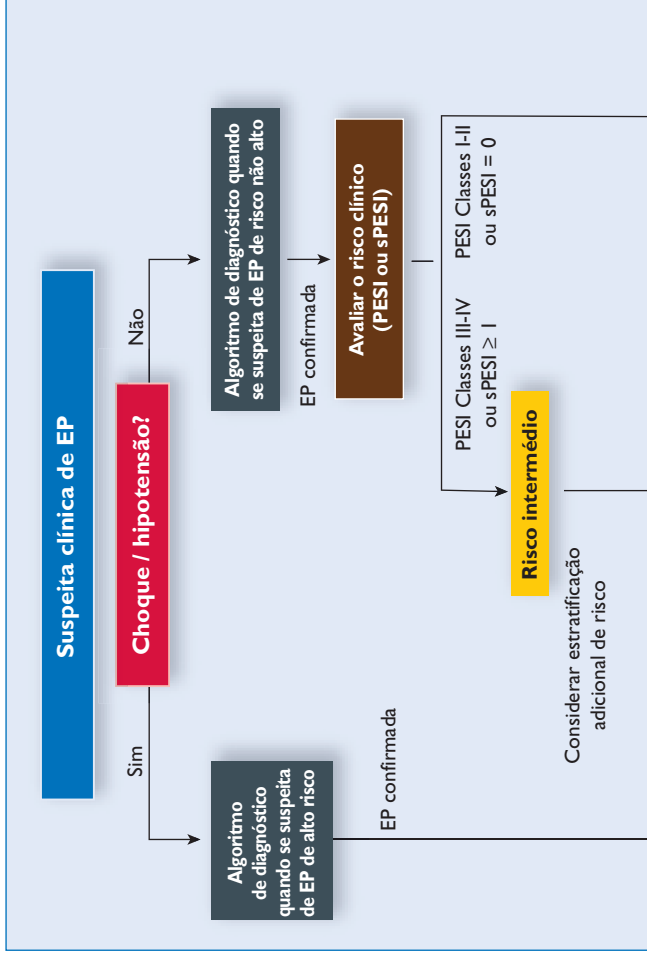 Suspeita clínica de EP
Choque / hipotensão?
Sim
Não
Algoritmo
de diagnóstico
quando se suspeita
de EP de alto risco
Algoritmo de diagnóstico quando
se suspeita de EP de risco não alto
EP confirmada
EP confirmada
Avaliar o risco clínico
(PESI ou sPESI)
PESI Classes III-IV
ou sPESI ≥ 1
PESI Classes I-II
ou sPESI = 0
Risco intermédio
Considerar estratificação
adicional de risco